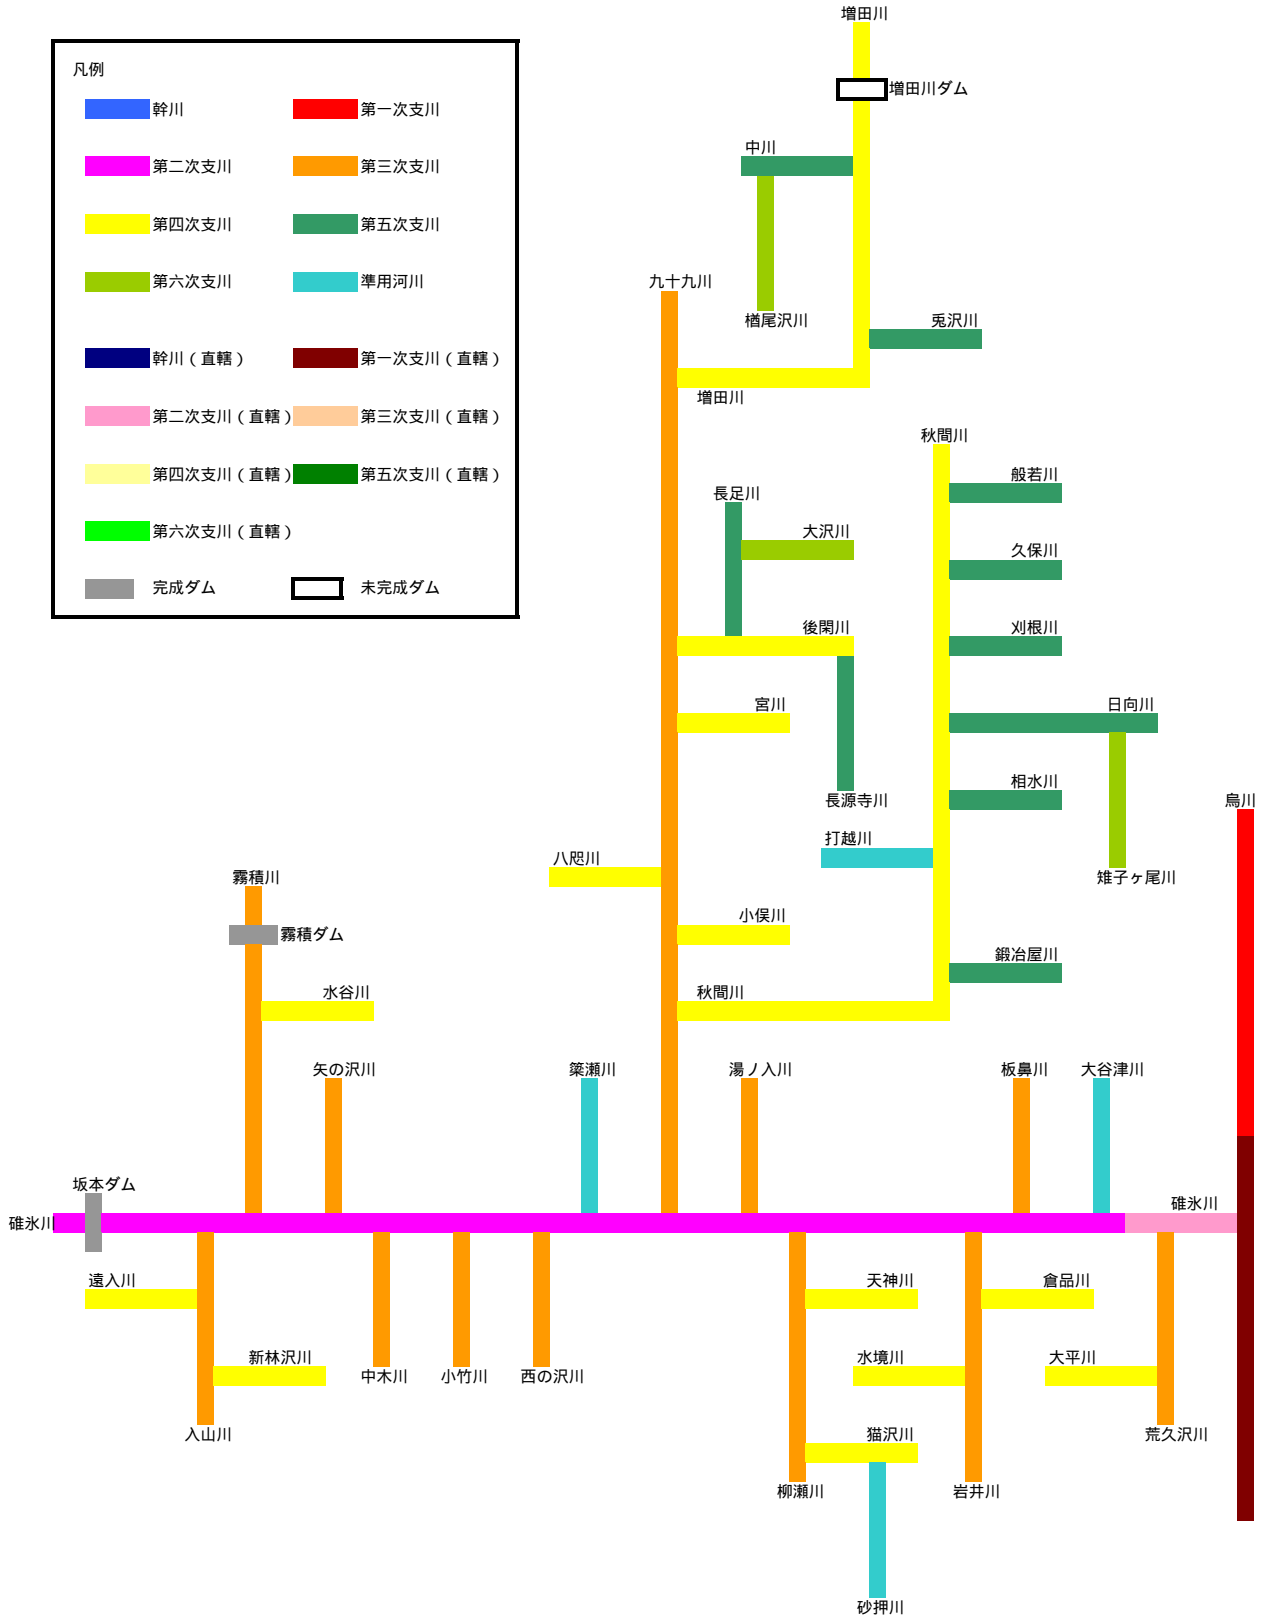 凡例
幹川
第一次支川
第二次支川
第三次支川
第四次支川
第五次支川
第六次支川
準用河川
幹川（直轄）
第一次支川（直轄）
第二次支川（直轄）
第三次支川（直轄）
第四次支川（直轄）
第五次支川（直轄）
第六次支川（直轄）
完成ダム
未完成ダム
増田川
増田川ダム
中川
九十九川
楢尾沢川
兎沢川
増田川
秋間川
般若川
長足川
大沢川
久保川
後閑川
刈根川
宮川
日向川
相水川
長源寺川
烏川
打越川
八咫川
霧積川
雉子ヶ尾川
小俣川
霧積ダム
鍛冶屋川
水谷川
秋間川
矢の沢川
簗瀬川
湯ノ入川
板鼻川
大谷津川
坂本ダム
碓氷川
碓氷川
遠入川
天神川
倉品川
新林沢川
中木川
小竹川
西の沢川
水境川
大平川
入山川
猫沢川
荒久沢川
柳瀬川
岩井川
砂押川